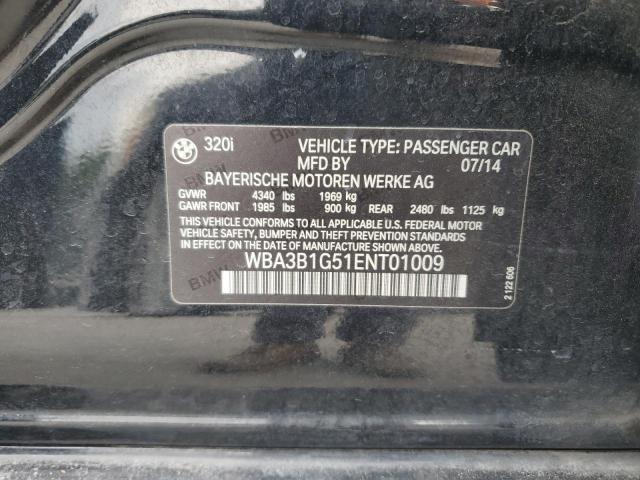 320i VEHICLE TYPE: PASSENGER CAR
MFD BY 07/14
BAYERISCHE MOTOREN WERKE AG
GVWR 4340 lbs 1969 kg
GAWR FRONT 1985 lbs 900 kg REAR 2480 lbs 1125 kg
THIS VEHICLE CONFORMS TO ALL APPLICABLE U.S. FEDERAL MOTOR
VEHICLE SAFETY, BUMPER AND THEFT PREVENTION STANDARDS IN
EFFECT ON THE DATE OF MANUFACTURE SHOWN ABOVE.
WBA3B1G51ENT01009
2 122 606